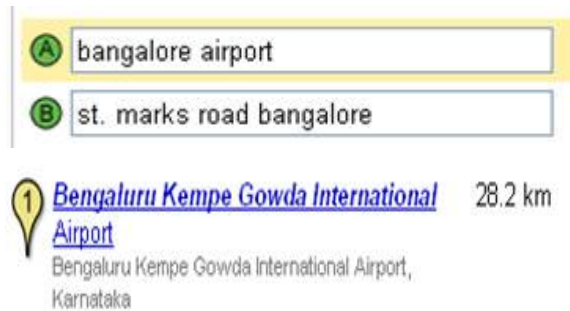 A bangalore airport
B st. marks road bangalore
1 Bengaluru Kempe Gowda International 28.2 km
Airport
Bengaluru Kempe Gowda International Airport,
Karnataka